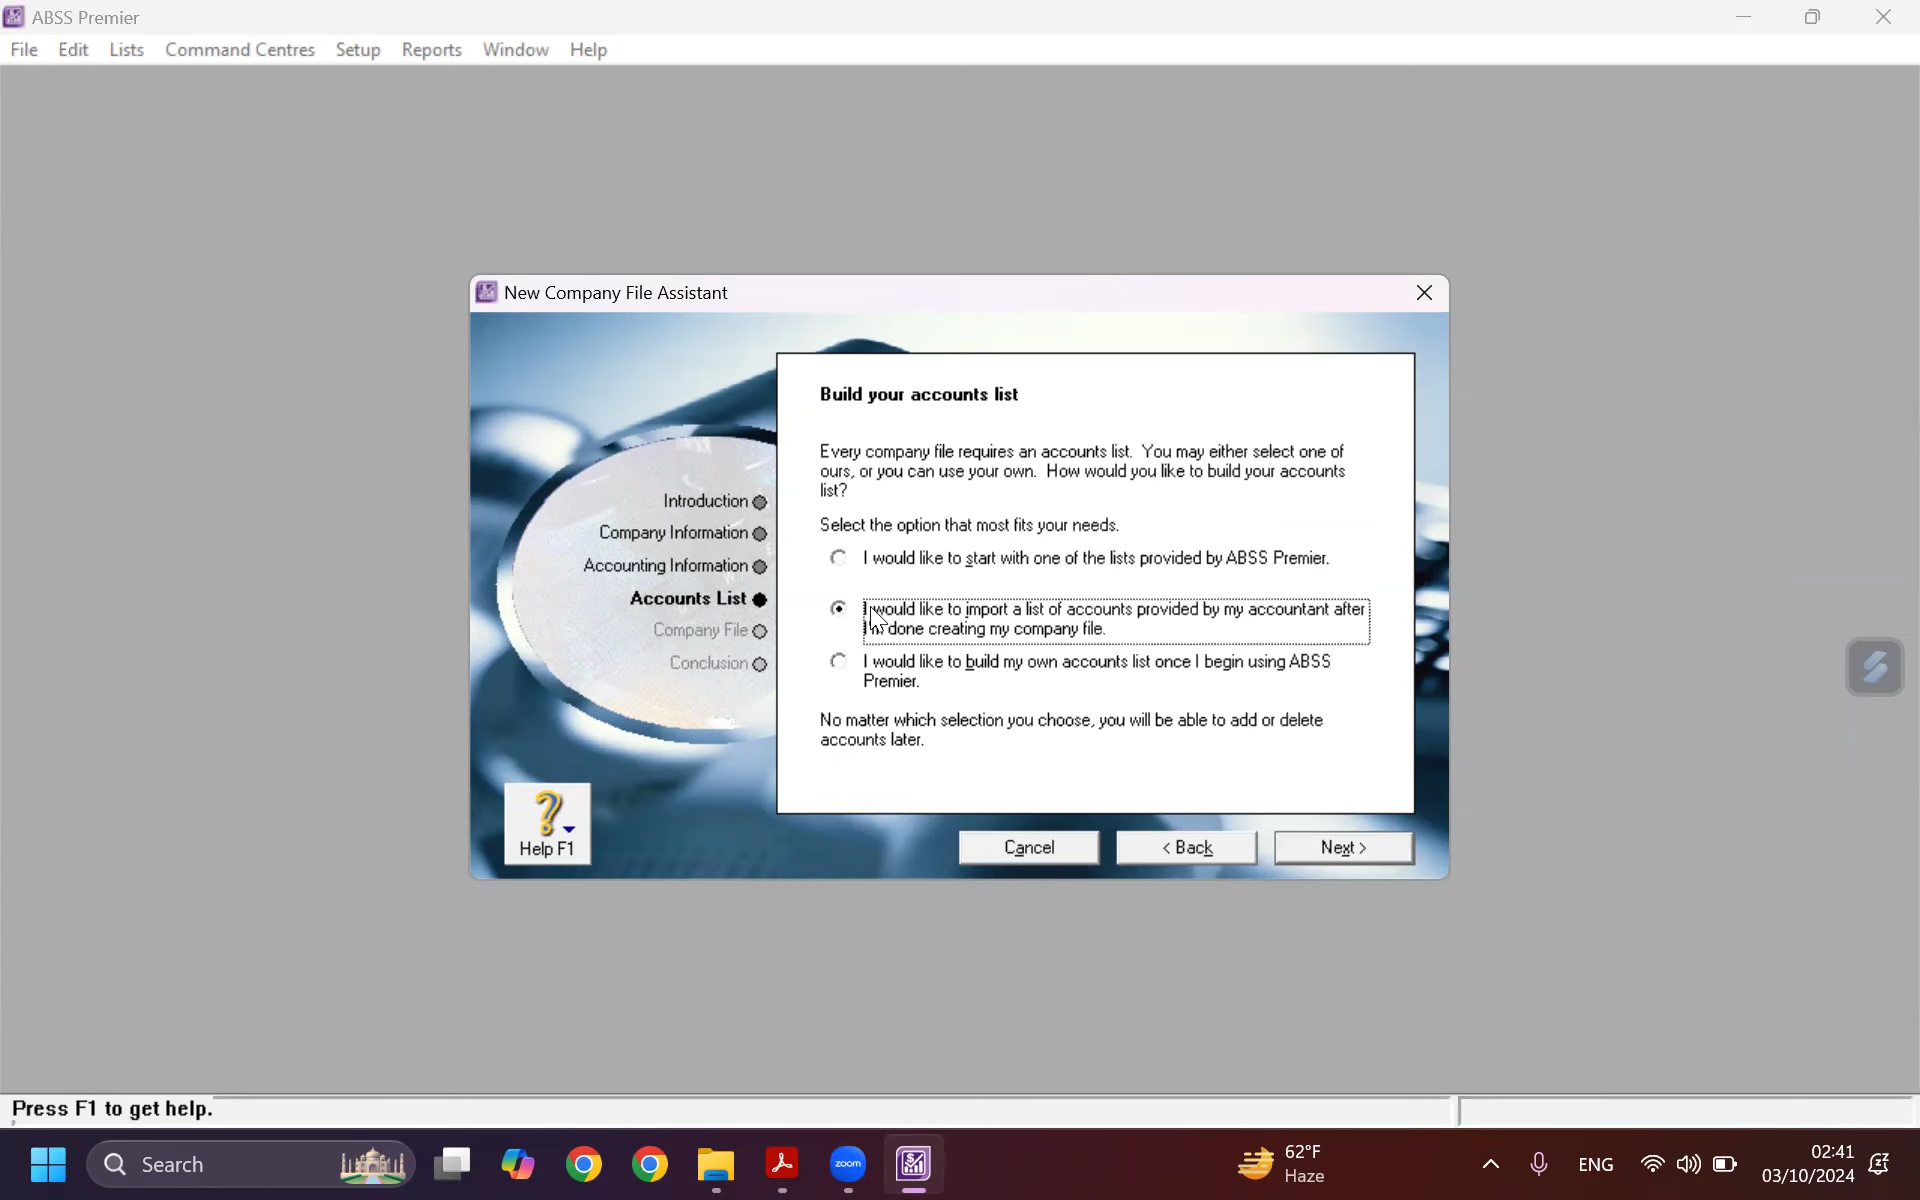 ABSS Premier
File Edit Lists Command Centres Setup Reports Window Help
New Company File Assistant
Introduction
Company Information
Accounting Information
Accounts List
Company File
Conclusion
Build your accounts list
Every company file requires an accounts list. You may either select one of
ours, or you can use your own. How would you like to build your accounts
list?
Select the option that most fits your needs.
I would like to start with one of the lists provided by ABSS Premier.
I would like to import a list of accounts provided by my accountant after
I'm done creating my company file.
I would like to build my own accounts list once I begin using ABSS
Premier.
No matter which selection you choose, you will be able to add or delete
accounts later.
Help F1
Cancel
< Back
Next >
Press F1 to get help.
Search
zoom
62°F
Haze
ENG
02:41
03/10/2024